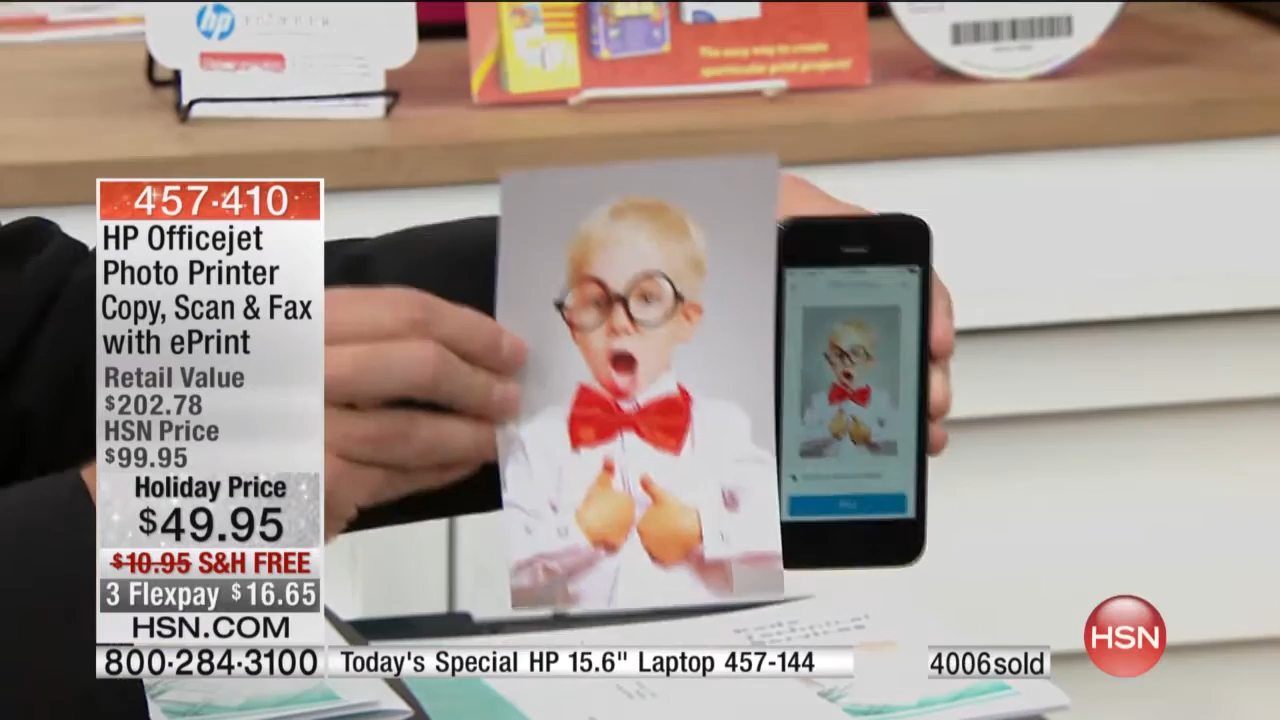 hp
The easy way to create
spectacular print projects!
457·410
HP Officejet
Photo Printer
Copy, Scan & Fax
with ePrint
Retail Value
$202.78
HSN Price
$99.95
Holiday Price
$49.95
$10.95 S&H FREE
3 Flexpay $16.65
HSN.COM
800·284·3100
Today's Special HP 15.6" Laptop 457-144
4006sold
HSN